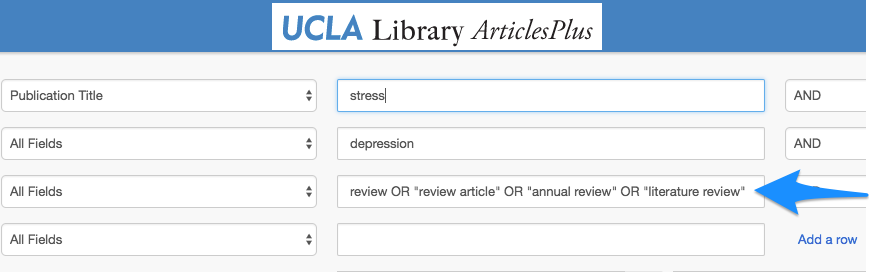 UCLA Library ArticlesPlus
Publication Title stress AND
All Fields depression AND
All Fields review OR "review article" OR "annual review" OR "literature review"
All Fields Add a row